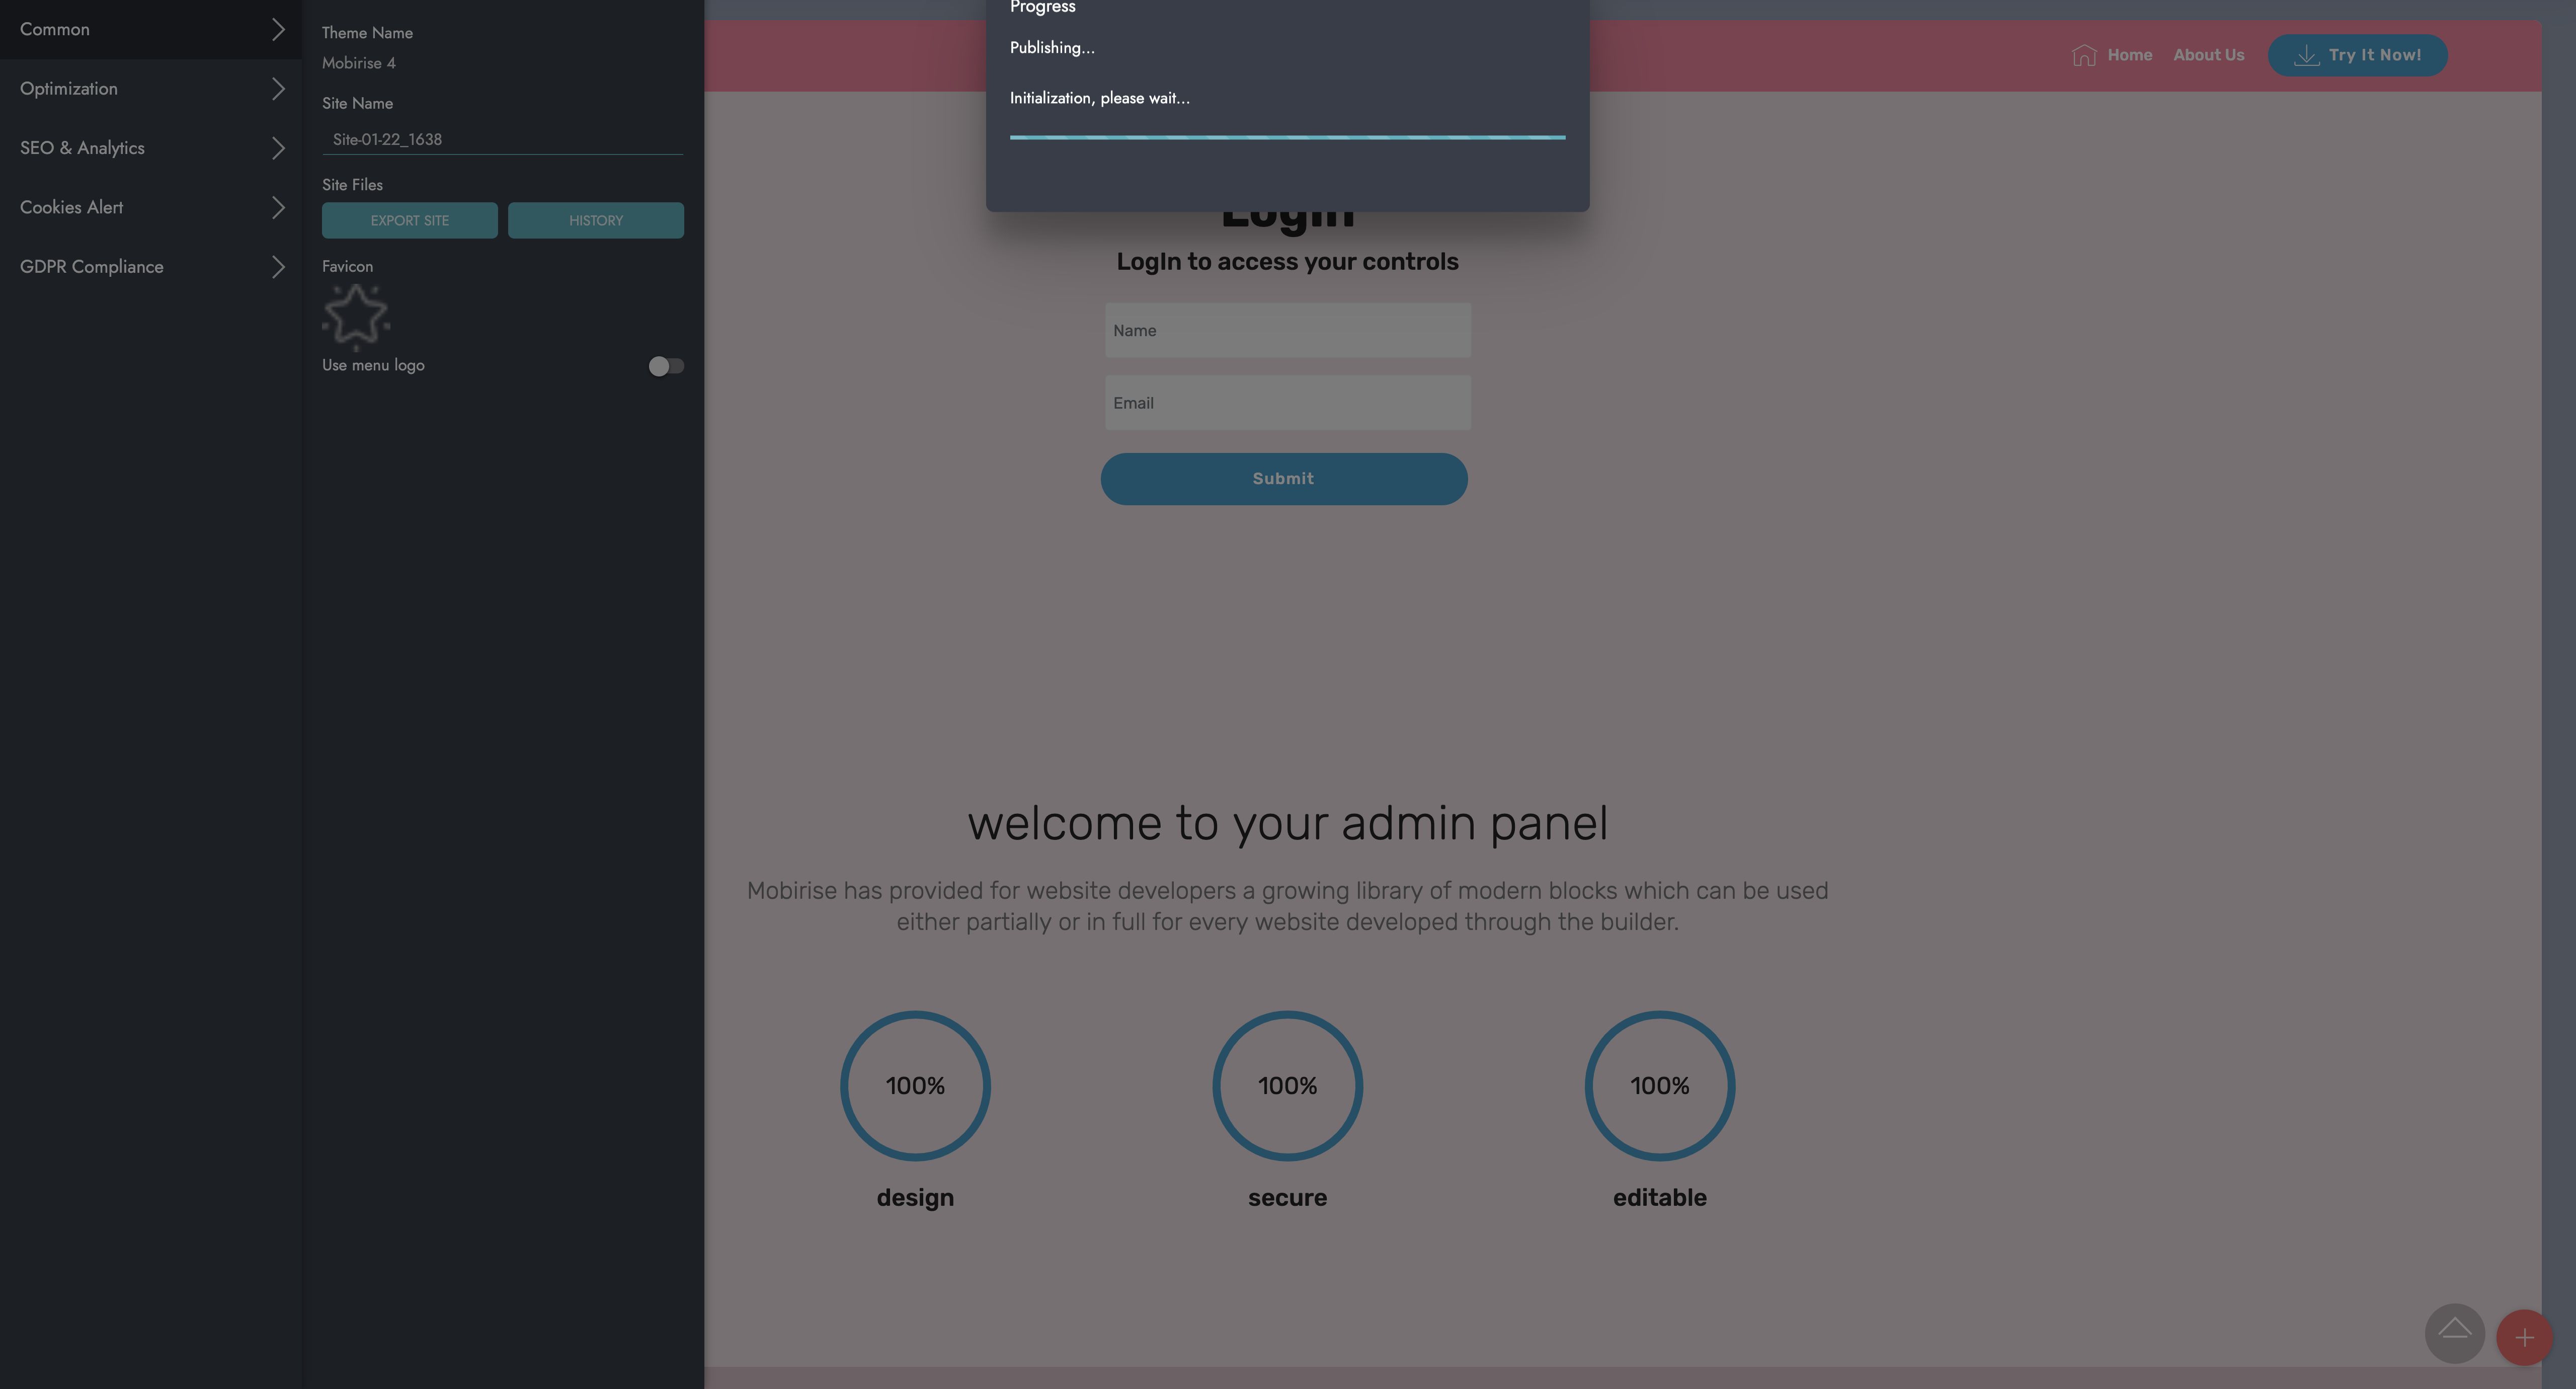 Common
Optimization
SEO & Analytics
Cookies Alert
GDPR Compliance
Theme Name
Mobirise 4
Site Name
Site-01-22_1638
Site Files
EXPORT SITE
HISTORY
Favicon
Use menu logo
Progress
Publishing...
Initialization, please wait...
Home
About Us
Try It Now!
Login
LogIn to access your controls
Name
Email
Submit
welcome to your admin panel
Mobirise has provided for website developers a growing library of modern blocks which can be used
either partially or in full for every website developed through the builder.
100%
100%
100%
design
secure
editable